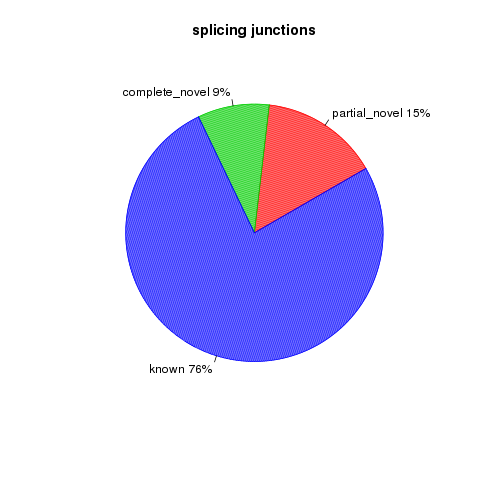 splicing junctions
complete_novel 9%
partial_novel 15%
known 76%